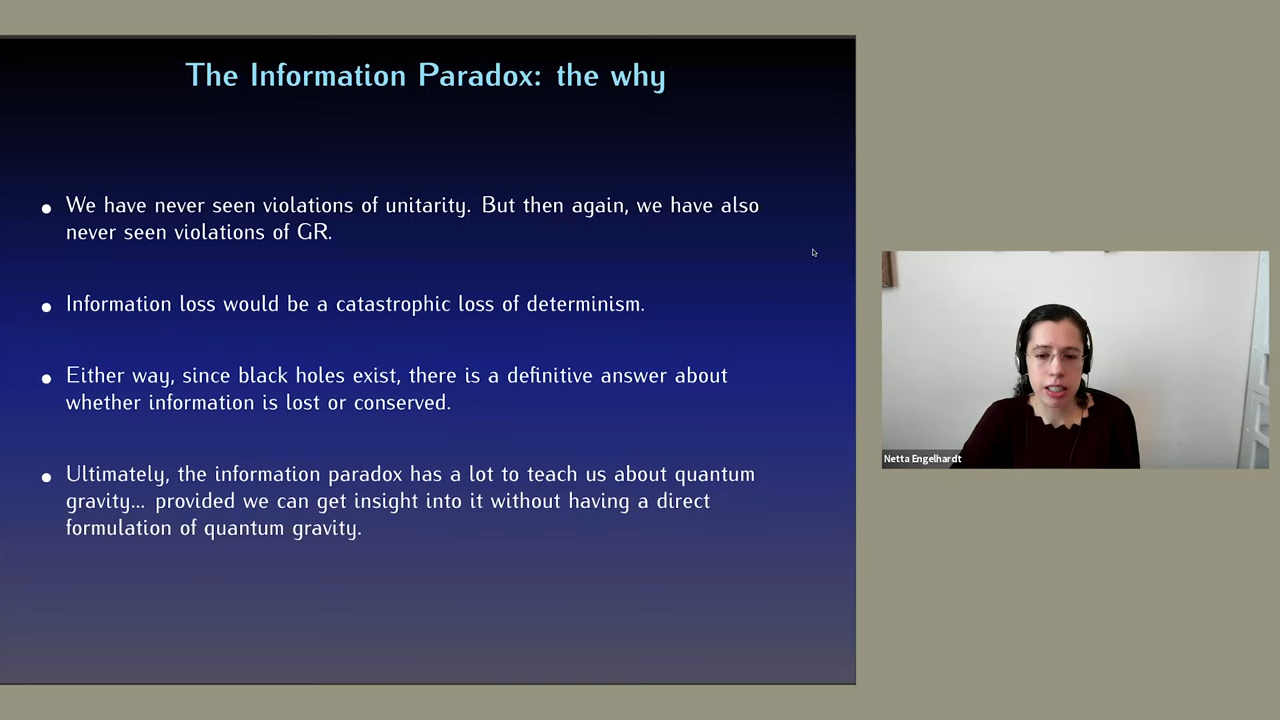 The Information Paradox: the why
• We have never seen violations of unitarity. But then again, we have also
never seen violations of GR.
• Information loss would be a catastrophic loss of determinism.
• Either way, since black holes exist, there is a definitive answer about
whether information is lost or conserved.
• Ultimately, the information paradox has a lot to teach us about quantum
gravity... provided we can get insight into it without having a direct
formulation of quantum gravity.
Netta Engelhardt